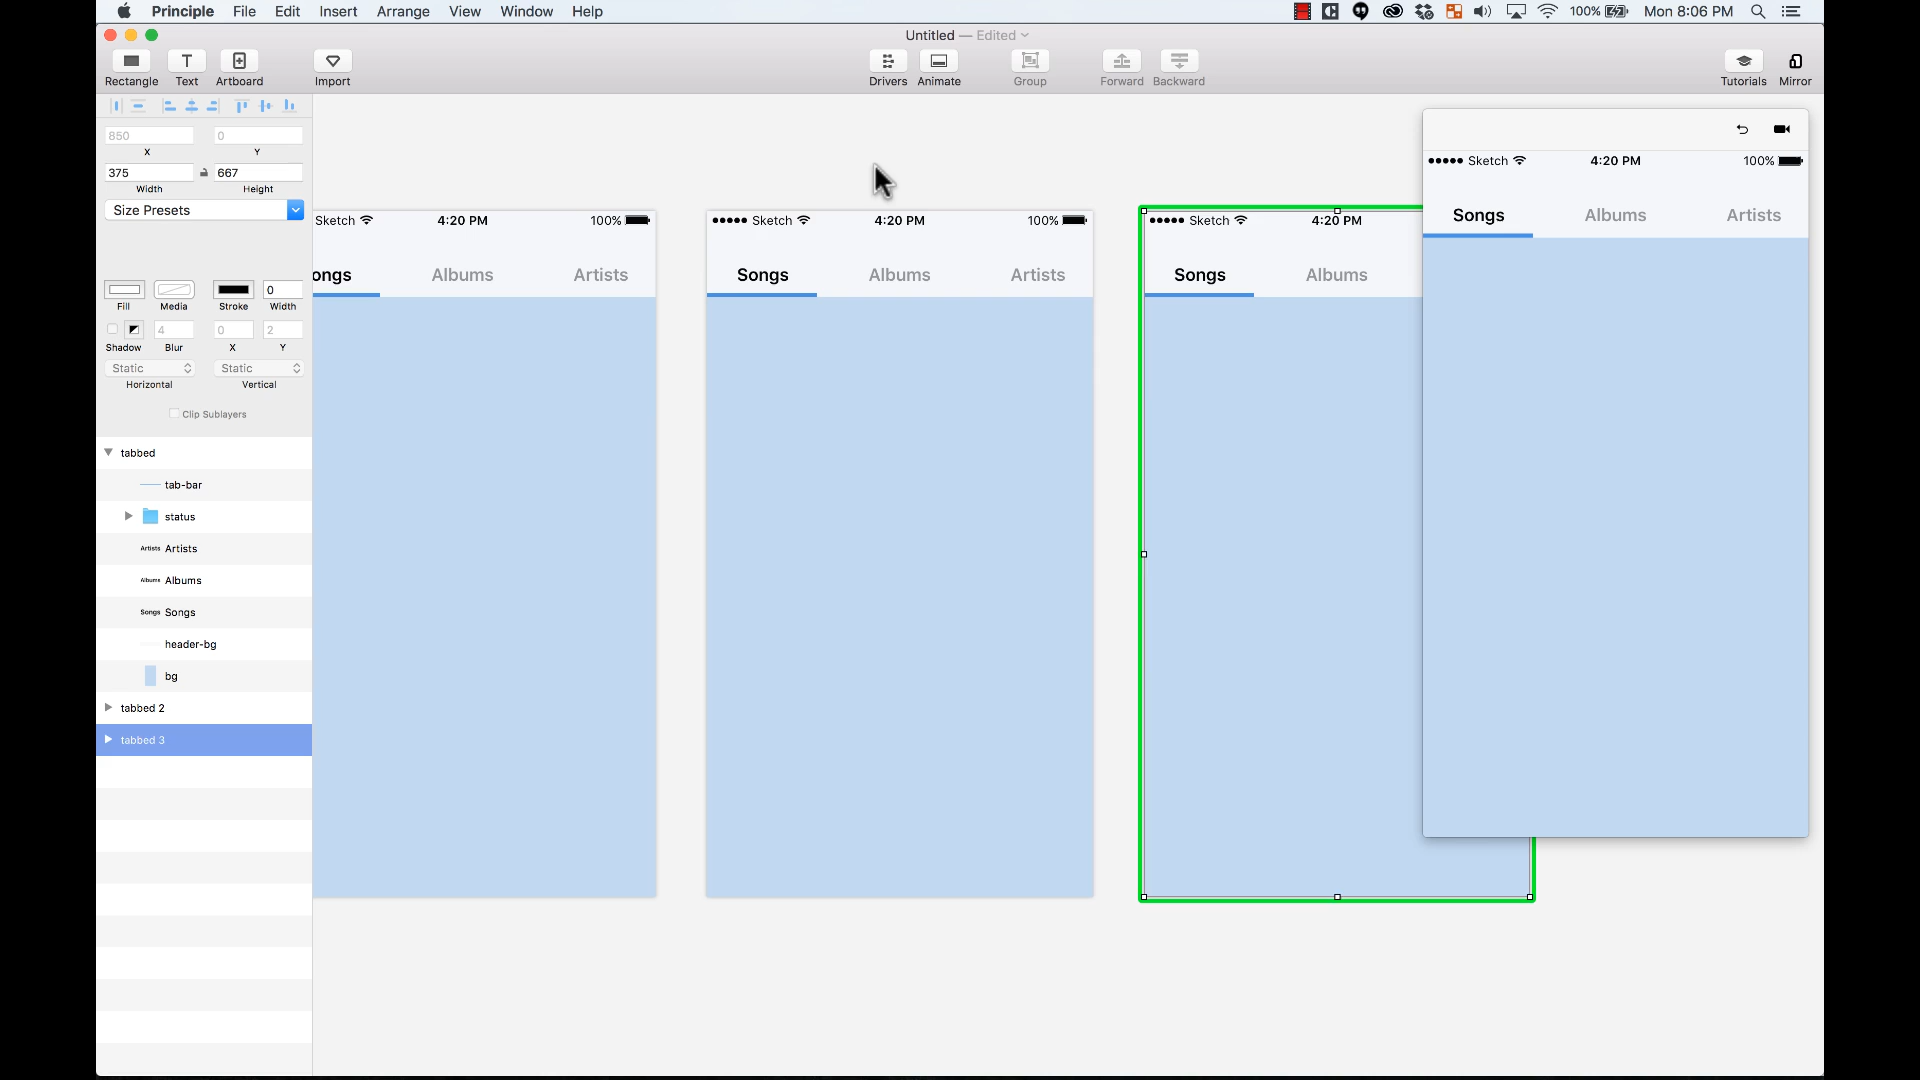 Principle File Edit Insert Arrange View Window Help 100% Mon 8:06 PM
Untitled — Edited
Rectangle Text Artboard Import Drivers Animate Group Forward Backward Tutorials Mirror
850 0
X Y
375 667
Width Height
Size Presets
Fill Media Stroke 0 Width
4 0 2
Shadow Blur X Y
Static Static
Horizontal Vertical
Clip Sublayers
tabbed
tab-bar
status
Artists Artists
Albums Albums
Songs Songs
header-bg
bg
tabbed 2
tabbed 3
Sketch 4:20 PM 100%
ongs Albums Artists
Sketch 4:20 PM 100%
Songs Albums Artists
Sketch 4:20 PM
Songs Albums
Sketch 4:20 PM 100%
Songs Albums Artists